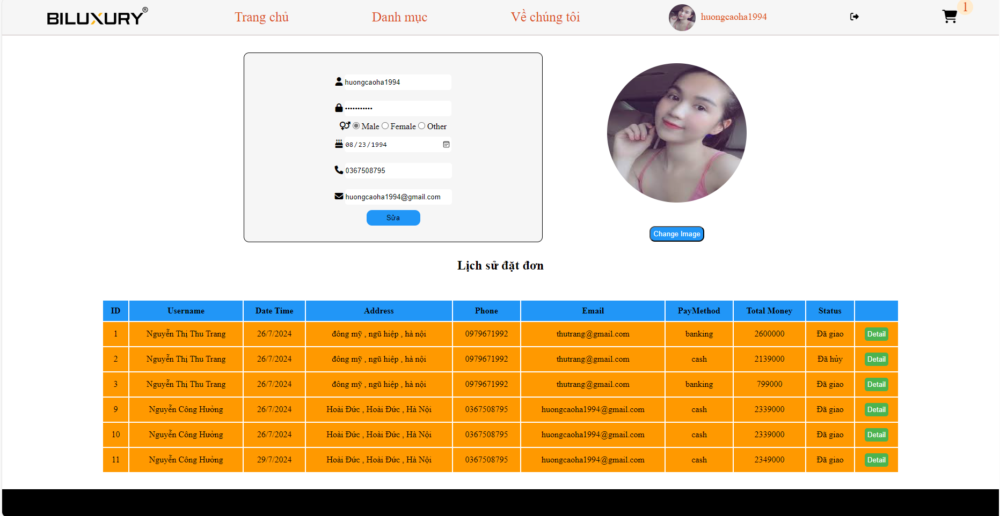 BILUXURY® Trang chủ Danh mục Về chúng tôi huongcaoha1994 1
huongcaoha1994
•••••••••••
Male Female Other
08/23/1994
0367508795
huongcaoha1994@gmail.com
Sửa
Change Image
Lịch sử đặt đơn
ID Username Date Time Address Phone Email PayMethod Total Money Status
1 Nguyễn Thị Thu Trang 26/7/2024 đông mỹ , ngũ hiệp , hà nội 0979671992 thutrang@gmail.com banking 2600000 Đã giao Detail
2 Nguyễn Thị Thu Trang 26/7/2024 đông mỹ , ngũ hiệp , hà nội 0979671992 thutrang@gmail.com cash 2139000 Đã hủy Detail
3 Nguyễn Thị Thu Trang 26/7/2024 đông mỹ , ngũ hiệp , hà nội 0979671992 thutrang@gmail.com banking 799000 Đã giao Detail
9 Nguyễn Công Hưởng 26/7/2024 Hoài Đức , Hoài Đức , Hà Nội 0367508795 huongcaoha1994@gmail.com cash 2339000 Đã giao Detail
10 Nguyễn Công Hưởng 26/7/2024 Hoài Đức , Hoài Đức , Hà Nội 0367508795 huongcaoha1994@gmail.com cash 2339000 Đã giao Detail
11 Nguyễn Công Hưởng 29/7/2024 Hoài Đức , Hoài Đức , Hà Nội 0367508795 huongcaoha1994@gmail.com cash 2349000 Đã giao Detail